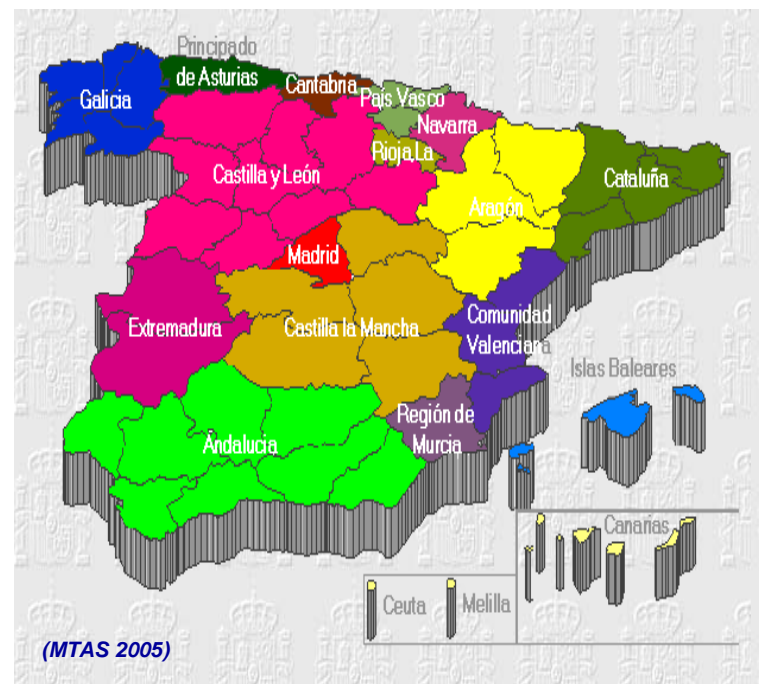 Principado
de Asturias
Cantabria
País Vasco
Navarra
Galicia
Rioja,La
Castilla y León
Cataluña
Aragón
Madrid
Comunidad
Valenciana
Extremadura
Castilla la Mancha
Islas Baleares
Región de
Murcia
Andalucia
Canarias
Ceuta
Melilla
(MTAS 2005)